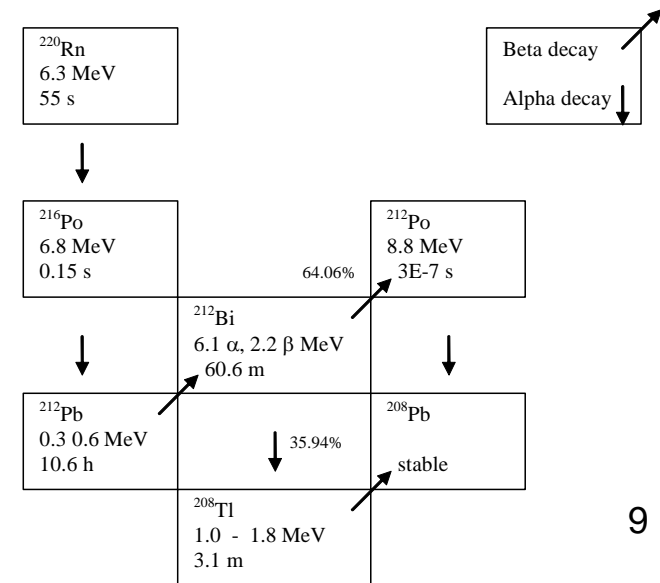 ²²⁰Rn
6.3 MeV
55 s
Beta decay
Alpha decay
²¹⁶Po
6.8 MeV
0.15 s
64.06%
²¹²Po
8.8 MeV
3E-7 s
²¹²Bi
6.1 α, 2.2 β MeV
60.6 m
²¹²Pb
0.3 0.6 MeV
10.6 h
35.94%
²⁰⁸Pb
stable
²⁰⁸Tl
1.0 - 1.8 MeV
3.1 m
9